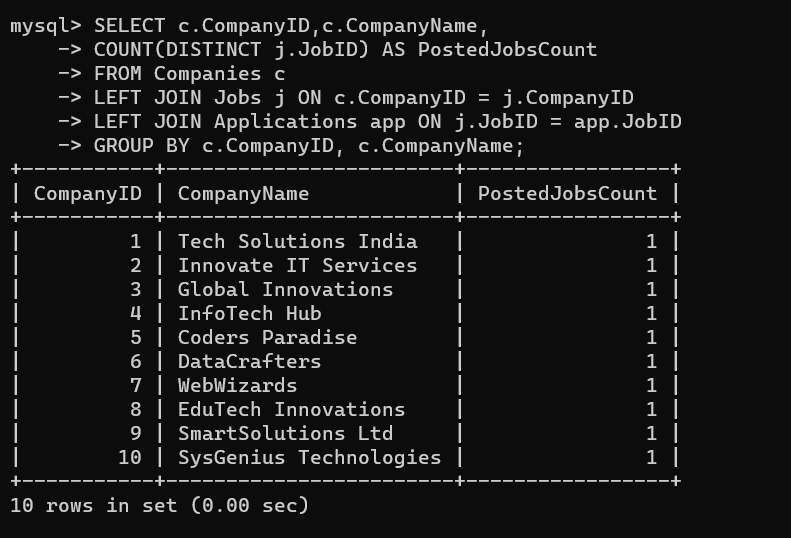 mysql> SELECT c.CompanyID,c.CompanyName,
    -> COUNT(DISTINCT j.JobID) AS PostedJobsCount
    -> FROM Companies c
    -> LEFT JOIN Jobs j ON c.CompanyID = j.CompanyID
    -> LEFT JOIN Applications app ON j.JobID = app.JobID
    -> GROUP BY c.CompanyID, c.CompanyName;
+-----------+------------------------+-----------------+
| CompanyID | CompanyName            | PostedJobsCount |
+-----------+------------------------+-----------------+
|         1 | Tech Solutions India   |               1 |
|         2 | Innovate IT Services   |               1 |
|         3 | Global Innovations     |               1 |
|         4 | InfoTech Hub           |               1 |
|         5 | Coders Paradise        |               1 |
|         6 | DataCrafters           |               1 |
|         7 | WebWizards             |               1 |
|         8 | EduTech Innovations    |               1 |
|         9 | SmartSolutions Ltd     |               1 |
|        10 | SysGenius Technologies |               1 |
+-----------+------------------------+-----------------+
10 rows in set (0.00 sec)